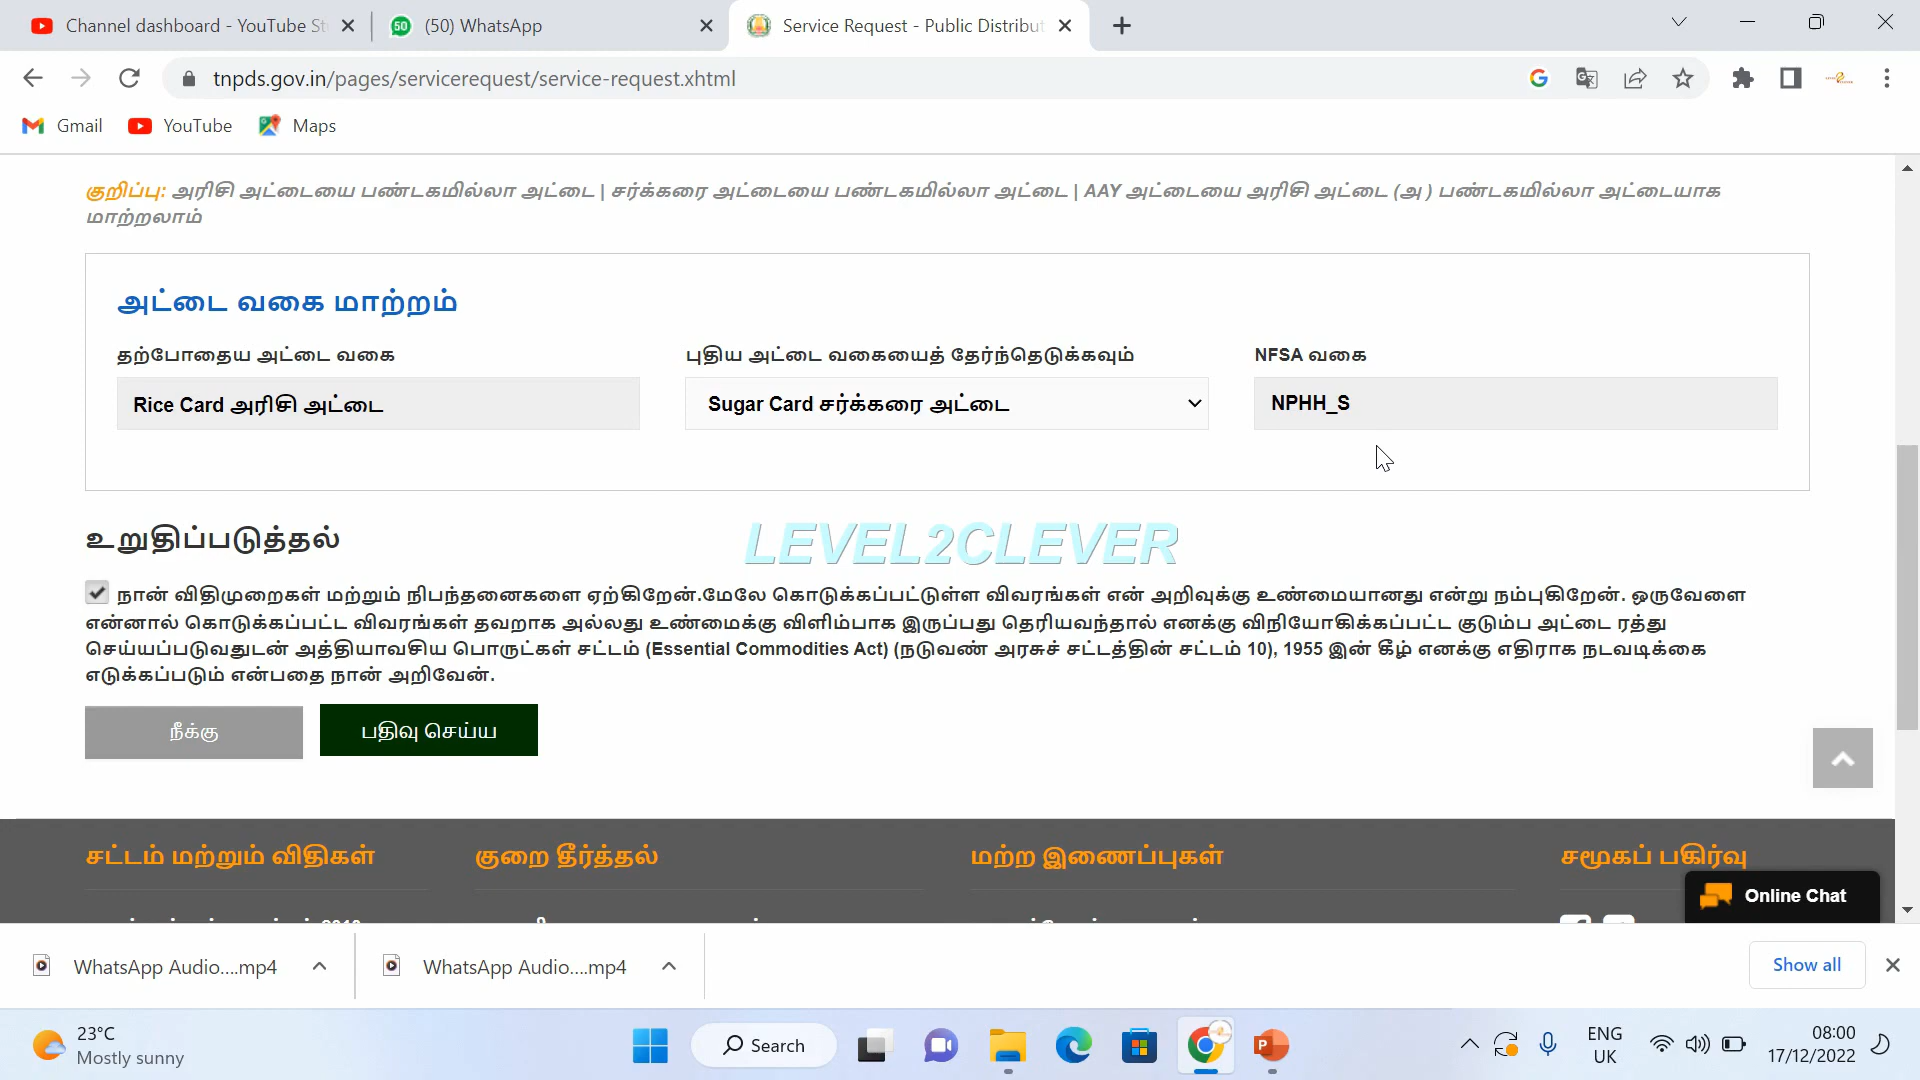 Channel dashboard - YouTube St
(50) WhatsApp
Service Request - Public Distribut
tnpds.gov.in/pages/servicerequest/service-request.xhtml
Gmail
YouTube
Maps
குறிப்பு: அரிசி அட்டையை பண்டகமில்லா அட்டை | சர்க்கரை அட்டையை பண்டகமில்லா அட்டை | AAY அட்டையை அரிசி அட்டை (அ ) பண்டகமில்லா அட்டையாக
மாற்றலாம்
அட்டை வகை மாற்றம்
தற்போதைய அட்டை வகை
புதிய அட்டை வகையைத் தேர்ந்தெடுக்கவும்
NFSA வகை
Rice Card அரிசி அட்டை
Sugar Card சர்க்கரை அட்டை
NPHH_S
உறுதிப்படுத்தல்
LEVEL2CLEVER
நான் விதிமுறைகள் மற்றும் நிபந்தனைகளை ஏற்கிறேன்.மேலே கொடுக்கப்பட்டுள்ள விவரங்கள் என் அறிவுக்கு உண்மையானது என்று நம்புகிறேன். ஒருவேளை
என்னால் கொடுக்கப்பட்ட விவரங்கள் தவறாக அல்லது உண்மைக்கு விளிம்பாக இருப்பது தெரியவந்தால் எனக்கு விநியோகிக்கப்பட்ட குடும்ப அட்டை ரத்து
செய்யப்படுவதுடன் அத்தியாவசிய பொருட்கள் சட்டம் (Essential Commodities Act) (நடுவண் அரசுச் சட்டத்தின் சட்டம் 10), 1955 இன் கீழ் எனக்கு எதிராக நடவடிக்கை
எடுக்கப்படும் என்பதை நான் அறிவேன்.
நீக்கு
பதிவு செய்ய
சட்டம் மற்றும் விதிகள்
குறை தீர்த்தல்
மற்ற இணைப்புகள்
சமூகப் பகிர்வு
Online Chat
WhatsApp Audio....mp4
WhatsApp Audio....mp4
Show all
23°C
Mostly sunny
Search
ENG
UK
08:00
17/12/2022